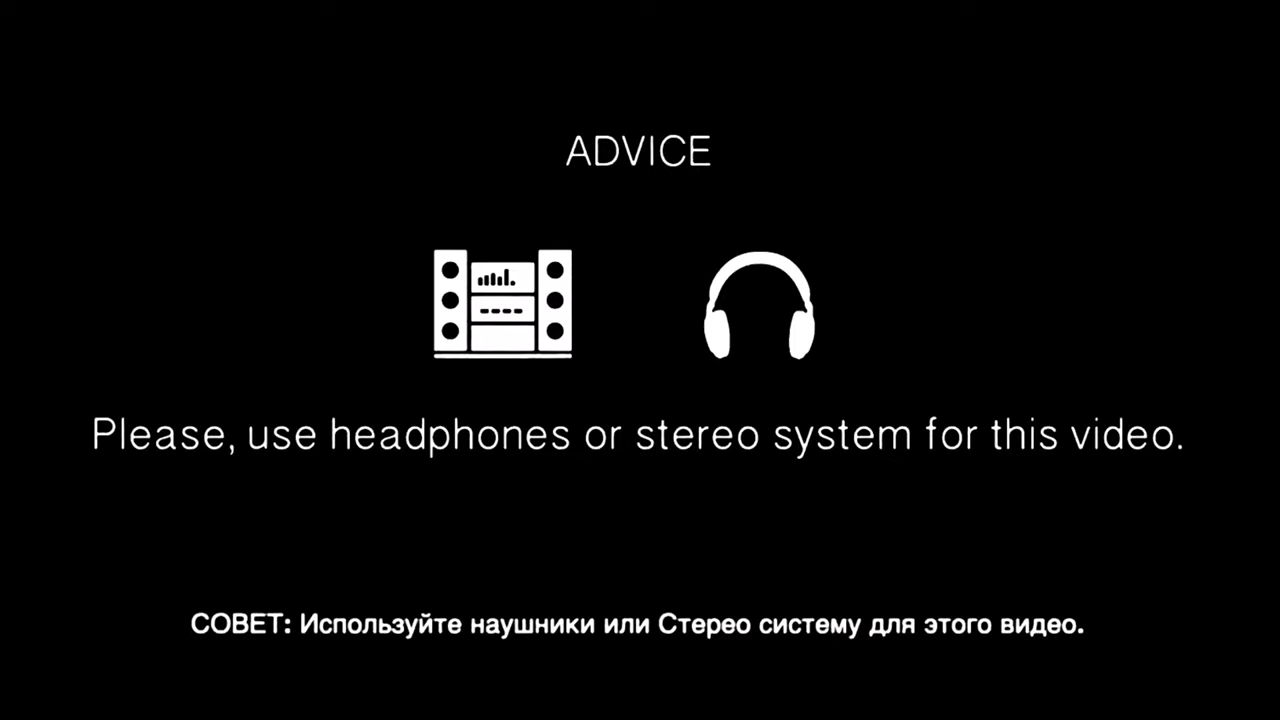 ADVICE
Please, use headphones or stereo system for this video.
СОВЕТ: Используйте наушники или Стерео систему для этого видео.